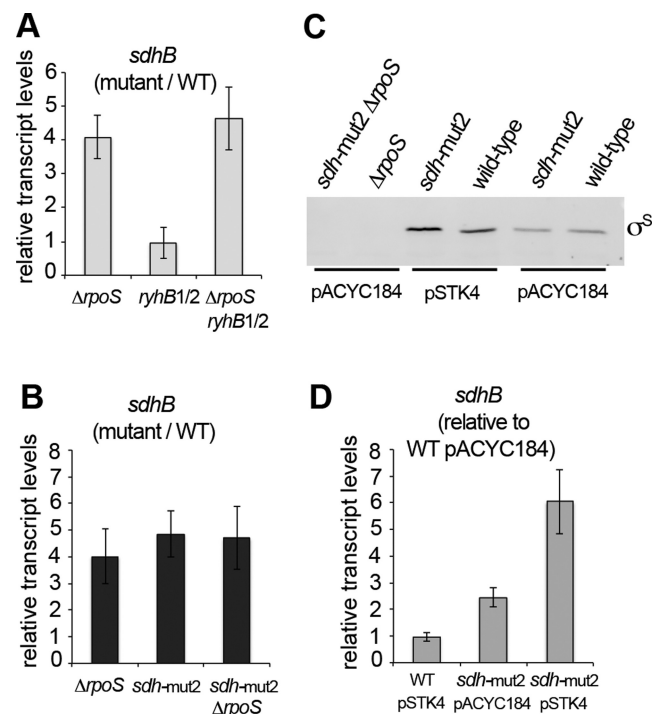 A
sdhB
(mutant / WT)
relative transcript levels
6
5
4
3
2
1
0
ΔrpoS
ryhB1/2
ΔrpoS
ryhB1/2
C
sdh-mut2 ΔrpoS
ΔrpoS
sdh-mut2
wild-type
sdh-mut2
wild-type
σS
pACYC184
pSTK4
pACYC184
B
sdhB
(mutant / WT)
relative transcript levels
8
7
6
5
4
3
2
1
0
ΔrpoS
sdh-mut2
sdh-mut2
ΔrpoS
D
sdhB
(relative to
WT pACYC184)
relative transcript levels
8
7
6
5
4
3
2
1
0
WT
pSTK4
sdh-mut2
pACYC184
sdh-mut2
pSTK4